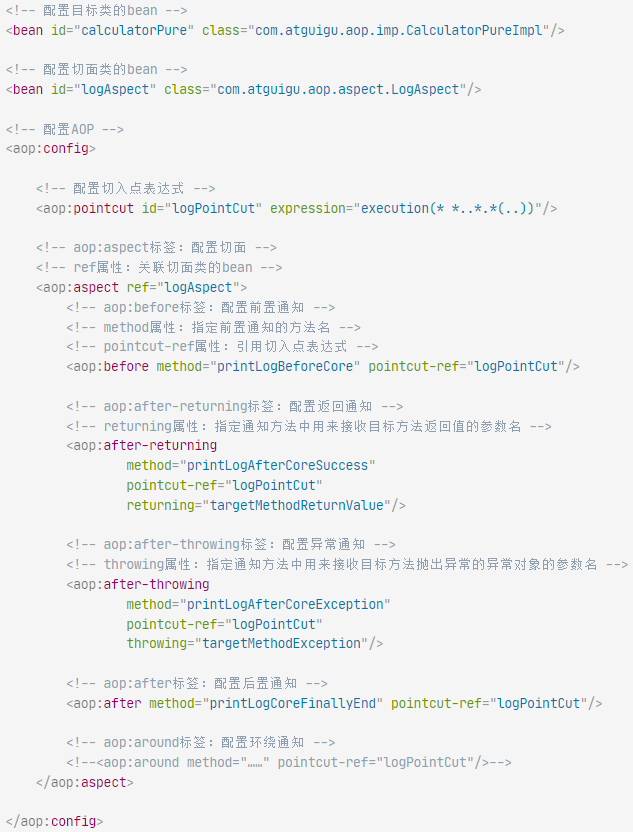 <!-- 配置目标类的bean -->
<bean id="calculatorPure" class="com.atguigu.aop.imp.CalculatorPureImpl"/>
<!-- 配置切面类的bean -->
<bean id="logAspect" class="com.atguigu.aop.aspect.LogAspect"/>
<!-- 配置AOP -->
<aop:config>
<!-- 配置切入点表达式 -->
<aop:pointcut id="logPointCut" expression="execution(* *..*.*(..))"/>
<!-- aop:aspect标签：配置切面 -->
<!-- ref属性：关联切面类的bean -->
<aop:aspect ref="logAspect">
<!-- aop:before标签：配置前置通知 -->
<!-- method属性：指定前置通知的方法名 -->
<!-- pointcut-ref属性：引用切入点表达式 -->
<aop:before method="printLogBeforeCore" pointcut-ref="logPointCut"/>
<!-- aop:after-returning标签：配置返回通知 -->
<!-- returning属性：指定通知方法中用来接收目标方法返回值的参数名 -->
<aop:after-returning
method="printLogAfterCoreSuccess"
pointcut-ref="logPointCut"
returning="targetMethodReturnValue"/>
<!-- aop:after-throwing标签：配置异常通知 -->
<!-- throwing属性：指定通知方法中用来接收目标方法抛出异常的异常对象的参数名 -->
<aop:after-throwing
method="printLogAfterCoreException"
pointcut-ref="logPointCut"
throwing="targetMethodException"/>
<!-- aop:after标签：配置后置通知 -->
<aop:after method="printLogCoreFinallyEnd" pointcut-ref="logPointCut"/>
<!-- aop:around标签：配置环绕通知 -->
<!--<aop:around method="……" pointcut-ref="logPointCut"/>-->
</aop:aspect>
</aop:config>